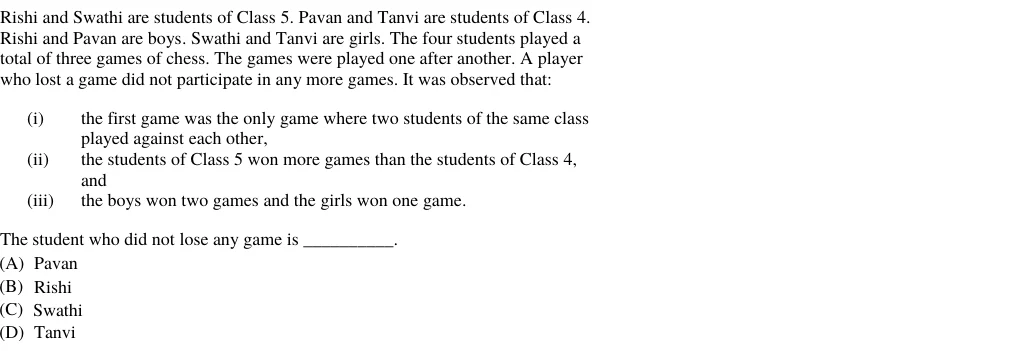 Rishi and Swathi are students of Class 5. Pavan and Tanvi are students of Class 4.
Rishi and Pavan are boys. Swathi and Tanvi are girls. The four students played a
total of three games of chess. The games were played one after another. A player
who lost a game did not participate in any more games. It was observed that:
(i) the first game was the only game where two students of the same class
played against each other,
(ii) the students of Class 5 won more games than the students of Class 4,
and
(iii) the boys won two games and the girls won one game.
The student who did not lose any game is __________.
(A) Pavan
(B) Rishi
(C) Swathi
(D) Tanvi